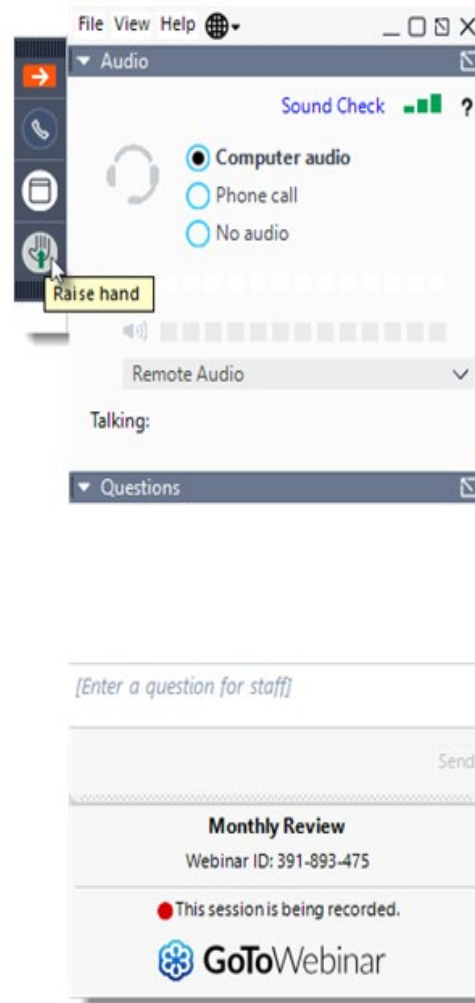 File View Help
Audio
Sound Check ?
Computer audio
Phone call
No audio
Raise hand
Remote Audio
Talking:
Questions
[Enter a question for staff]
Send
Monthly Review
Webinar ID: 391-893-475
This session is being recorded.
GoToWebinar